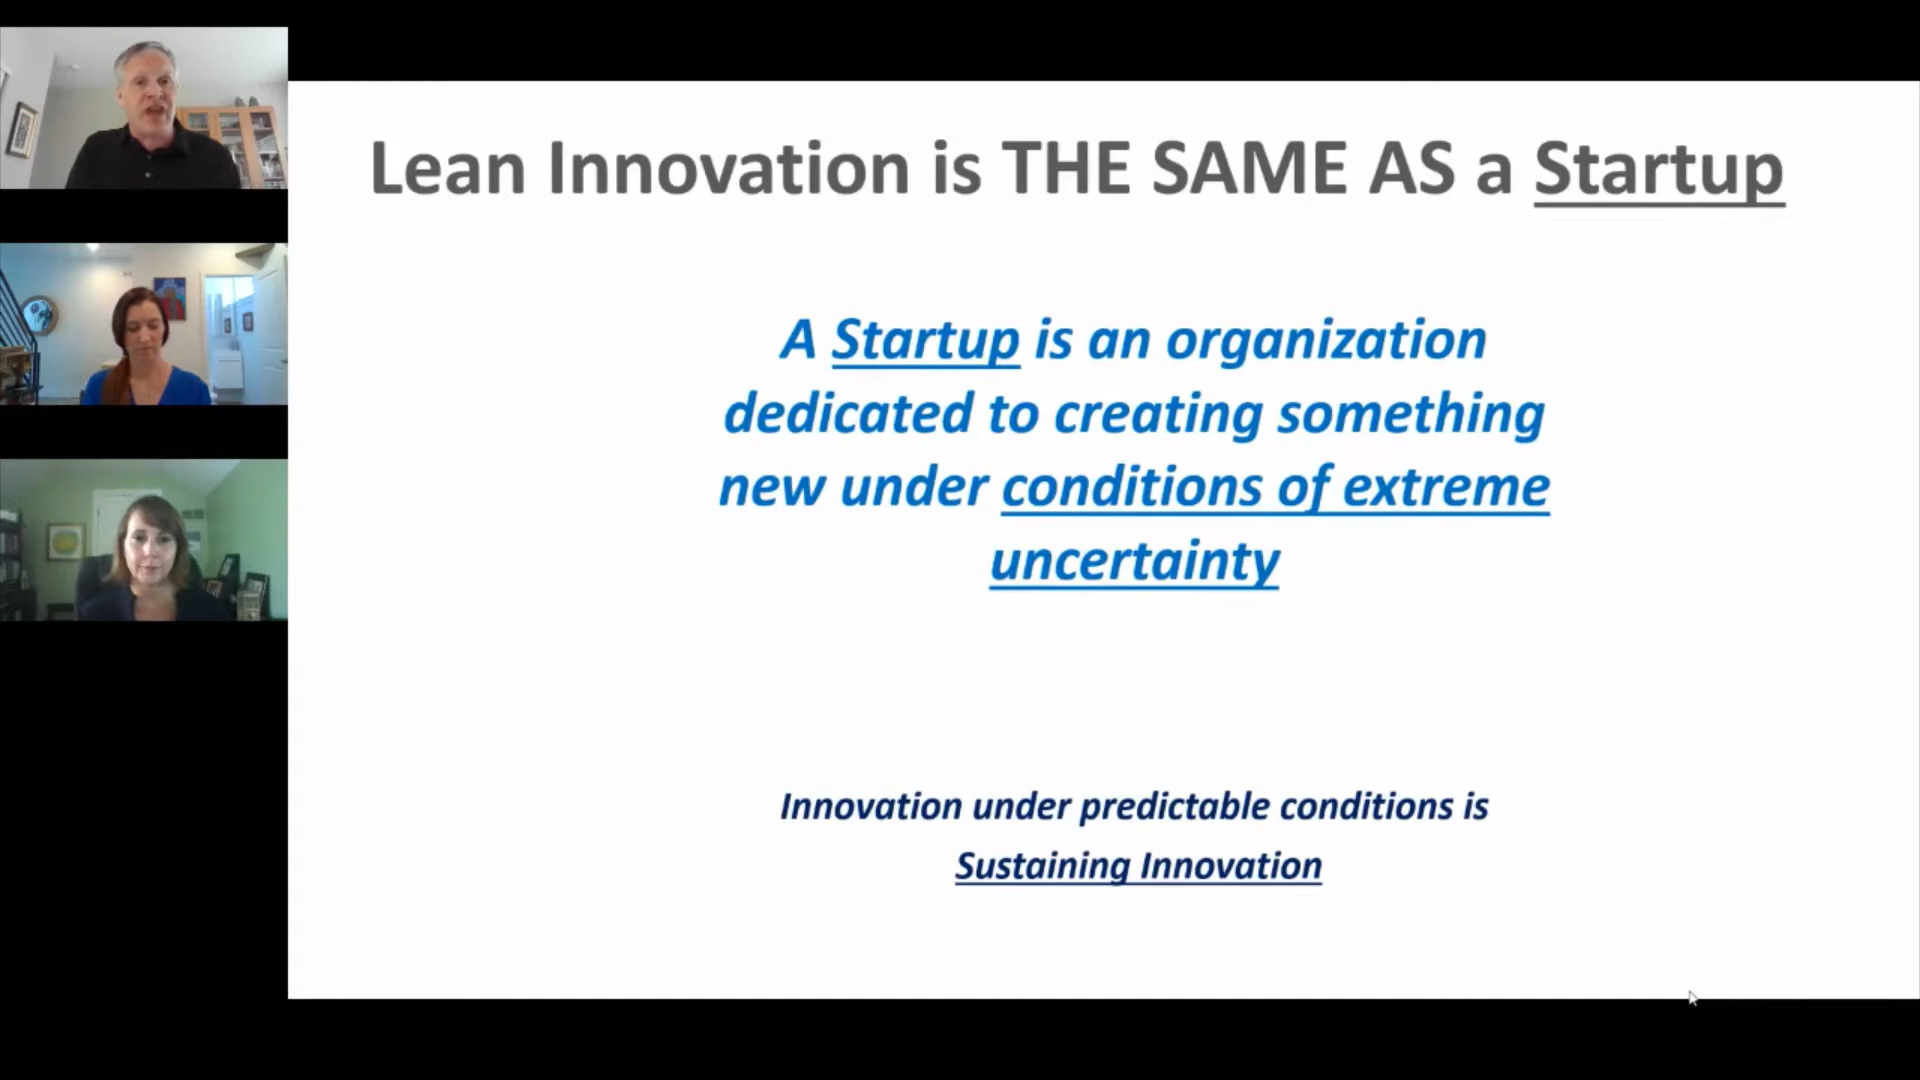 Lean Innovation is THE SAME AS a Startup
A Startup is an organization
dedicated to creating something
new under conditions of extreme
uncertainty
Innovation under predictable conditions is
Sustaining Innovation